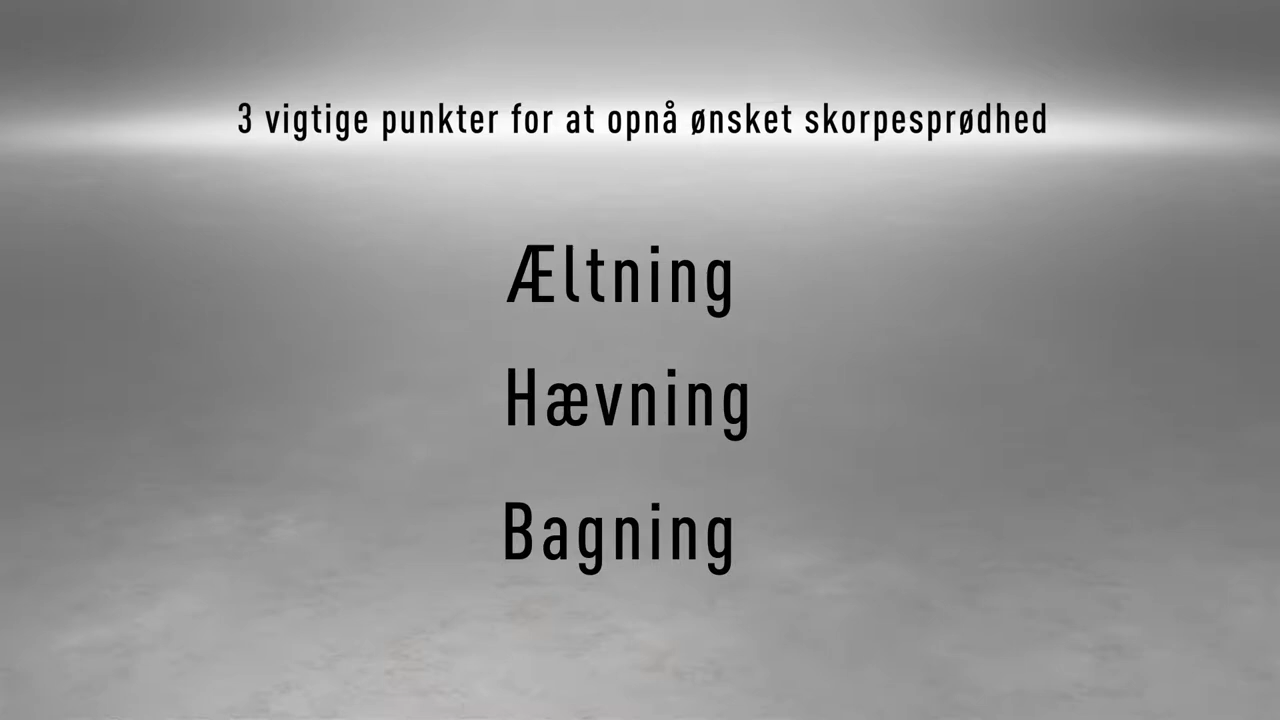 3 vigtige punkter for at opnå ønsket skorpesprødhed
Æltning
Hævning
Bagning